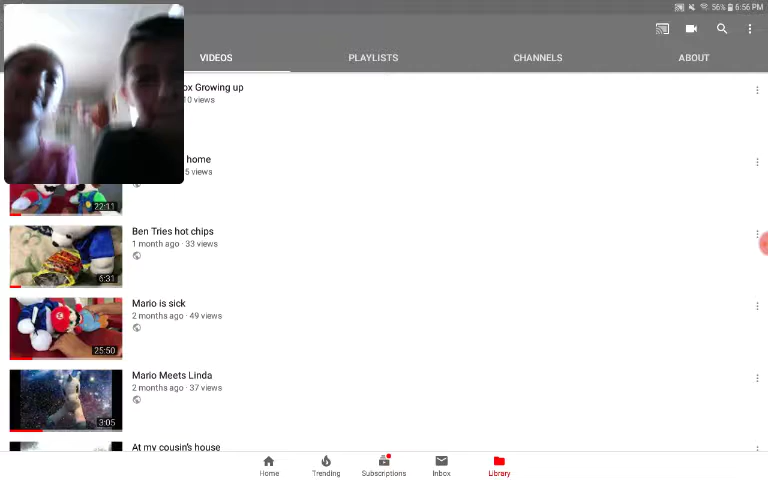 56% 6:56 PM
VIDEOS PLAYLISTS CHANNELS ABOUT
ox Growing up
10 views
home
5 views
22:11
Ben Tries hot chips
1 month ago · 33 views
6:31
Mario is sick
2 months ago · 49 views
25:50
Mario Meets Linda
2 months ago · 37 views
3:05
At my cousin's house
Home Trending Subscriptions Inbox Library